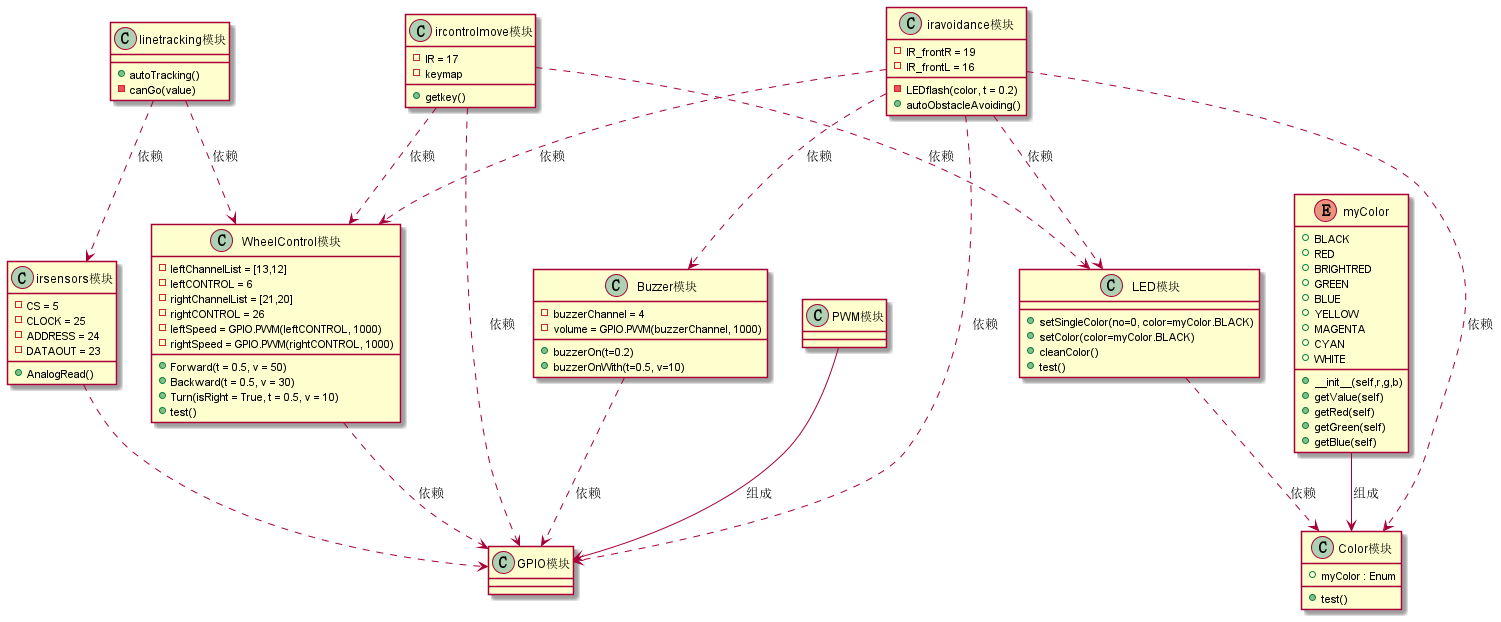 C linetracking模块
autoTracking()
canGo(value)
C ircontrolmove模块
IR = 17
keymap
getkey()
C iravoidance模块
IR_frontR = 19
IR_frontL = 16
LEDflash(color, t = 0.2)
autoObstacleAvoiding()
依赖
依赖
依赖
依赖
依赖
依赖
依赖
C irsensors模块
CS = 5
CLOCK = 25
ADDRESS = 24
DATAOUT = 23
AnalogRead()
C WheelControl模块
leftChannelList = [13,12]
leftCONTROL = 6
rightChannelList = [21,20]
rightCONTROL = 26
leftSpeed = GPIO.PWM(leftCONTROL, 1000)
rightSpeed = GPIO.PWM(rightCONTROL, 1000)
Forward(t = 0.5, v = 50)
Backward(t = 0.5, v = 30)
Turn(isRight = True, t = 0.5, v = 10)
test()
依赖
C Buzzer模块
buzzerChannel = 4
volume = GPIO.PWM(buzzerChannel, 1000)
buzzerOn(t=0.2)
buzzerOnWith(t=0.5, v=10)
C PWM模块
依赖
C LED模块
setSingleColor(no=0, color=myColor.BLACK)
setColor(color=myColor.BLACK)
cleanColor()
test()
E myColor
BLACK
RED
BRIGHTRED
GREEN
BLUE
YELLOW
MAGENTA
CYAN
WHITE
__init__(self,r,g,b)
getValue(self)
getRed(self)
getGreen(self)
getBlue(self)
依赖
依赖
依赖
组成
依赖
组成
C GPIO模块
C Color模块
myColor : Enum
test()